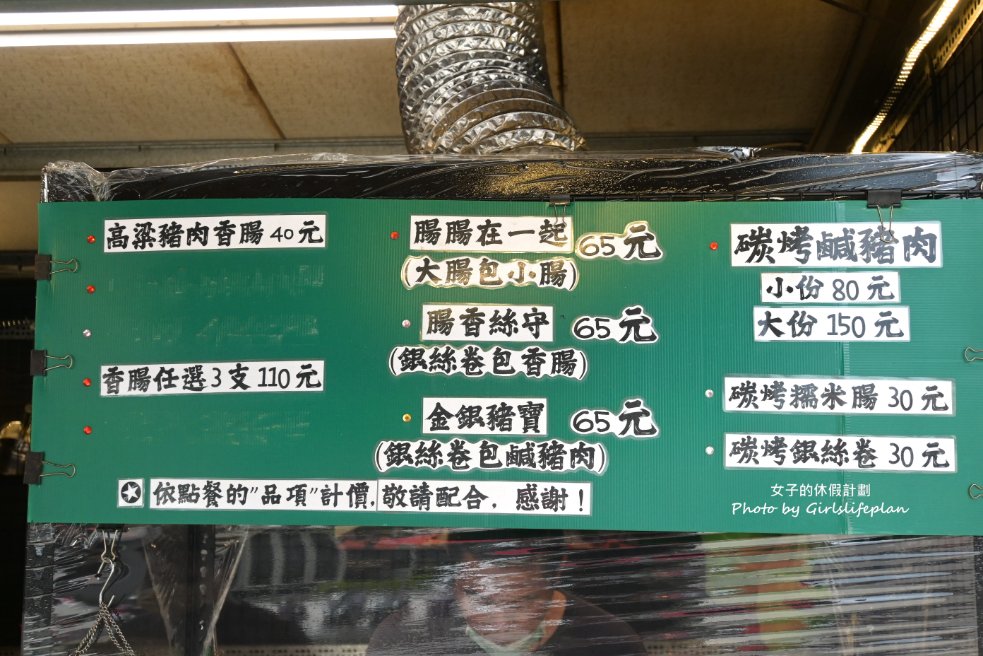 高梁豬肉香腸 40元
香腸任選3支110元
腸腸在一起 65元
(大腸包小腸)
腸香絲守 65元
(銀絲卷包香腸)
金銀豬寶 65元
(銀絲卷包鹹豬肉)
碳烤鹹豬肉
小份 80元
大份 150元
碳烤糯米腸 30元
碳烤銀絲卷 30元
✪ 依點餐的"品項"計價,敬請配合,感謝!
女子的休假計劃
Photo by Girlslifeplan